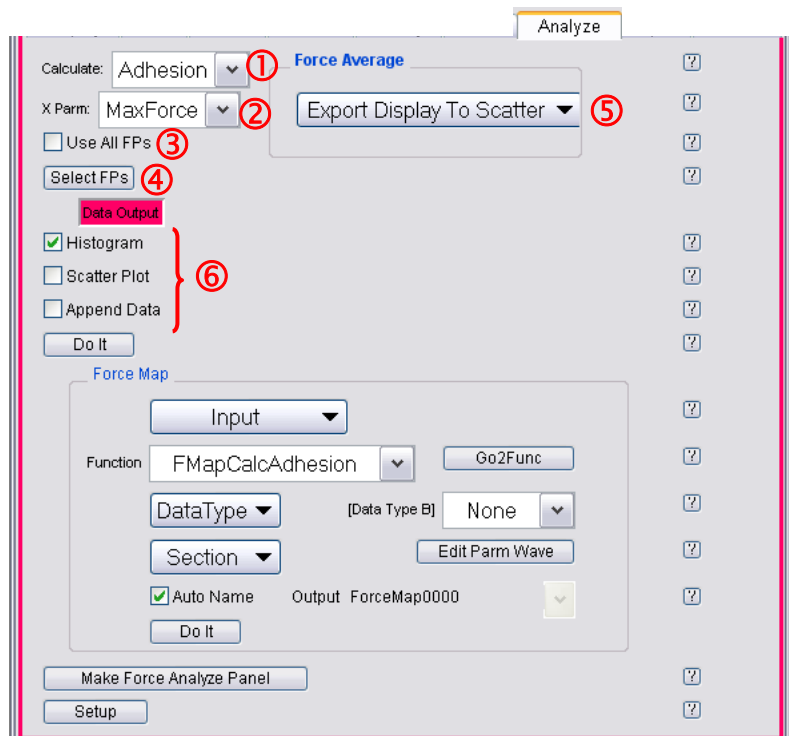 Analyze
Calculate: Adhesion ① Force Average ?
X Parm: MaxForce ② Export Display To Scatter ⑤ ?
Use All FPs ③ ?
Select FPs ④ ?
Data Output
Histogram ?
Scatter Plot ⑥ ?
Append Data ?
Do It ?
Force Map
Input ?
Function FMapCalcAdhesion Go2Func ?
DataType [Data Type B] None ?
Section Edit Parm Wave ?
Auto Name Output ForceMap0000 ?
Do It
Make Force Analyze Panel ?
Setup ?